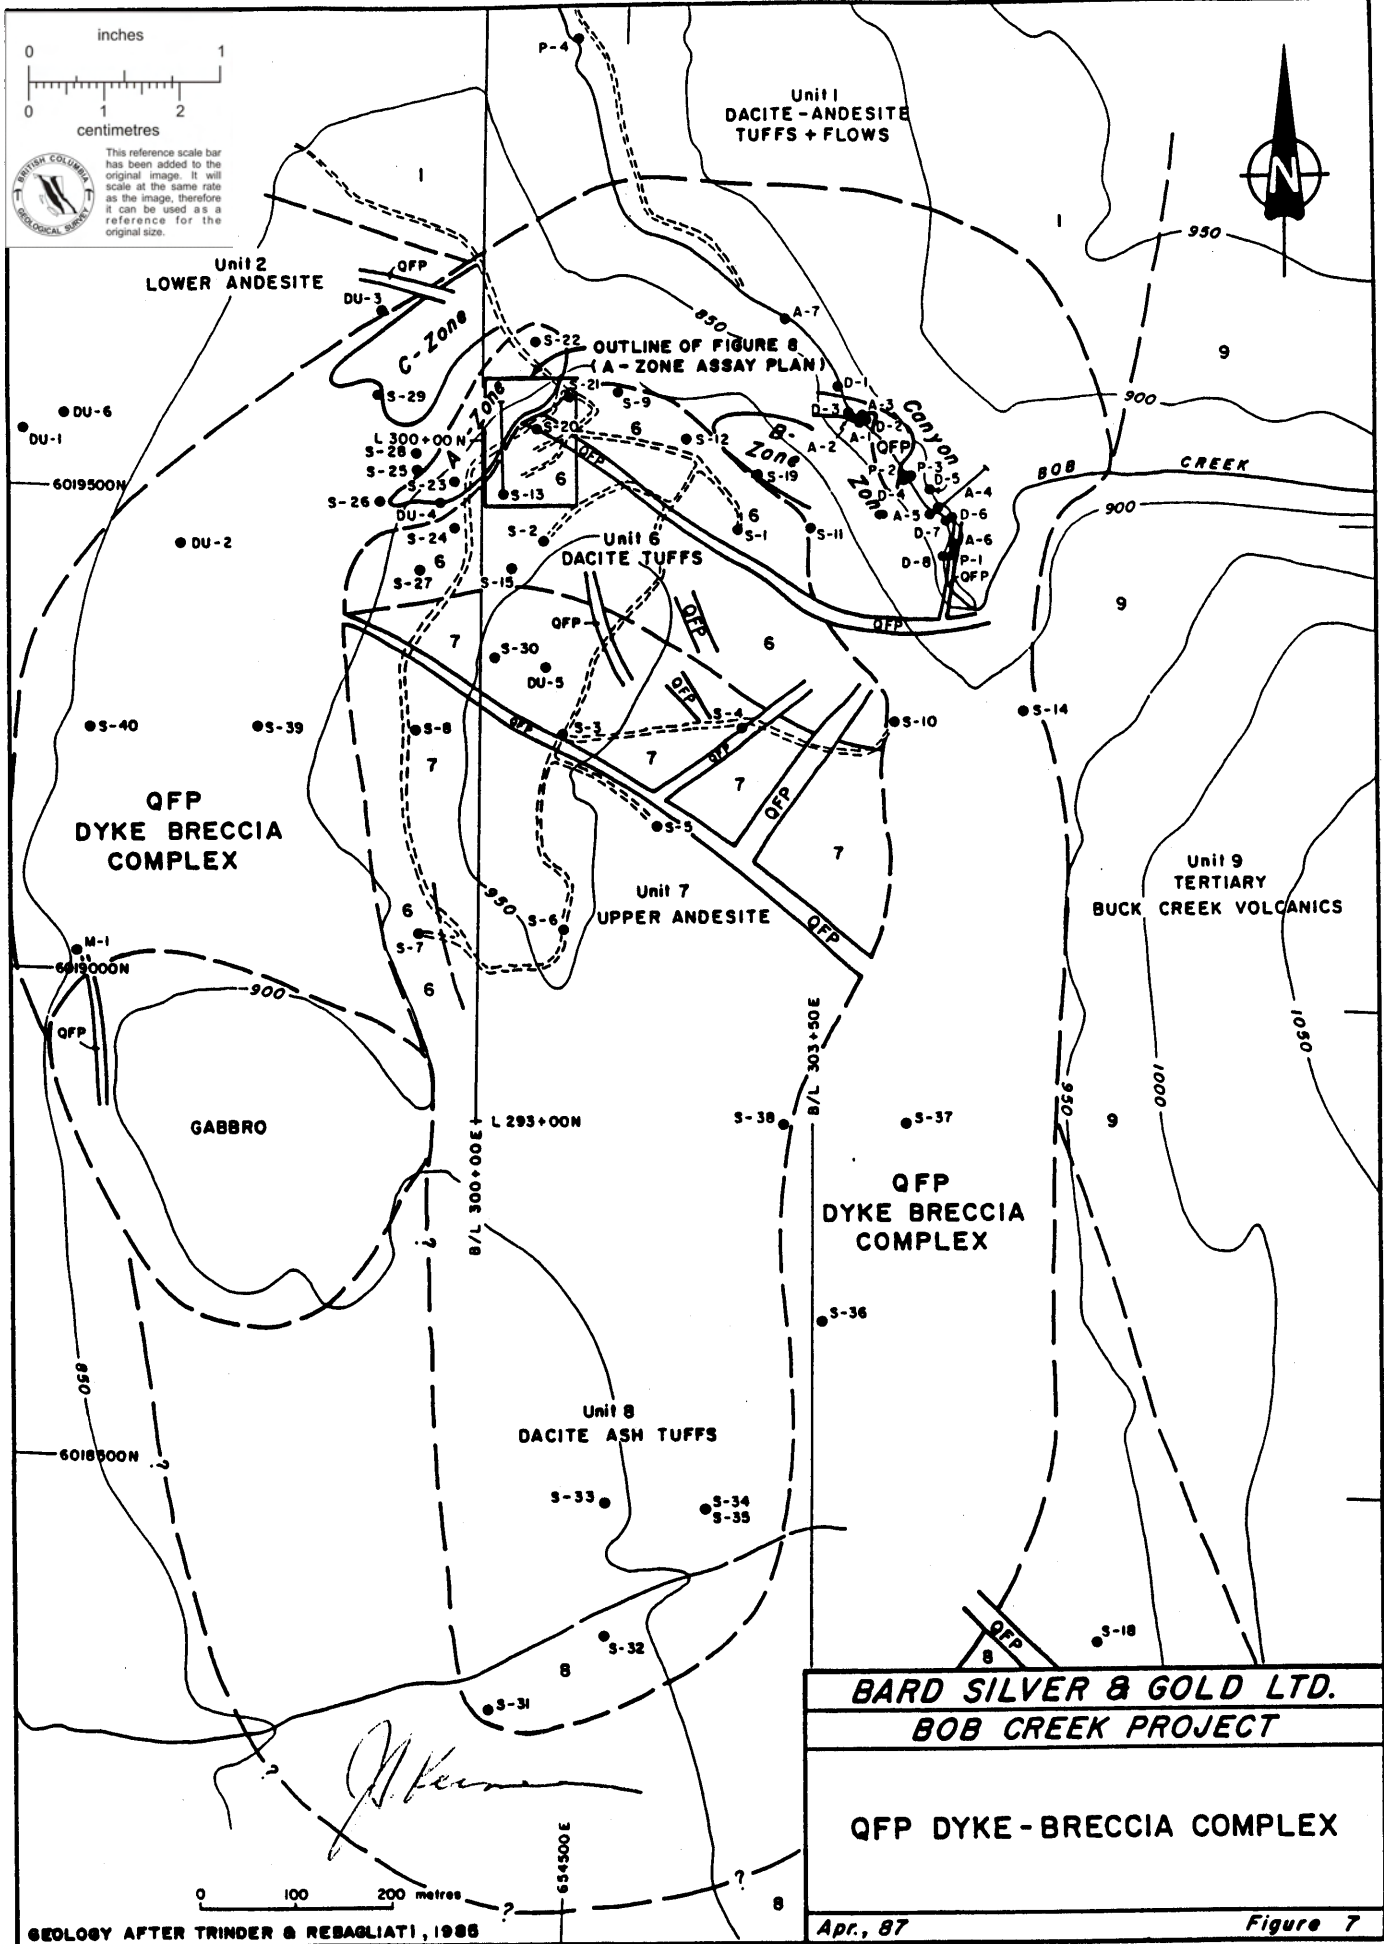 inches
0 1
0 1 2
centimetres
This reference scale bar
has been added to the
original image. It will
scale at the same rate
as the image, therefore
it can be used as a
reference for the
original size.
BRITISH COLUMBIA
GEOLOGICAL SURVEY
P-4
Unit 1
DACITE-ANDESITE
TUFFS + FLOWS
N
1
1
950
Unit 2
LOWER ANDESITE
QFP
DU-3
C-Zone
850
A-7
9
S-22
OUTLINE OF FIGURE 8
(A-ZONE ASSAY PLAN)
S-29
A-Zone
S-21
S-9
D-1
900
DU-6
DU-1
D-3
A-3
D-2
A-1
A-2
Canyon
Zone
B-
Zone
L 300+00 N
S-20
6
S-12
QFP
S-28
S-25
S-23
QFP
6
S-19
P-2
P-3
D-5
D-4
BOB
CREEK
6019500N
S-26
DU-4
S-13
A-4
A-5
D-6
900
S-24
S-2
Unit 6
DACITE TUFFS
6
S-1
S-11
D-7
A-6
DU-2
6
S-27
S-15
D-8
P-1
QFP
9
7
QFP
QFP
6
QFP
S-30
DU-5
QFP
S-4
S-40
S-39
S-8
QFP
S-3
S-10
S-14
7
7
QFP
7
QFP
QFP
DYKE BRECCIA
COMPLEX
S-5
7
Unit 9
TERTIARY
BUCK CREEK VOLCANICS
6
950
Unit 7
UPPER ANDESITE
S-6
QFP
M-1
S-7
6019000N
6
900
QFP
B/L 303+50E
1050
950
1000
GABBRO
B/L 300+00E
L 293+00N
S-38
S-37
9
QFP
DYKE BRECCIA
COMPLEX
?
S-36
850
Unit 8
DACITE ASH TUFFS
6018500N
?
S-33
S-34
S-35
S-32
8
QFP
8
S-18
S-31
BARD SILVER & GOLD LTD.
BOB CREEK PROJECT
?
QFP DYKE-BRECCIA COMPLEX
654500E
?
?
8
0 100 200 metres
GEOLOGY AFTER TRINDER & REBAGLIATI, 1986
Apr., 87
Figure 7